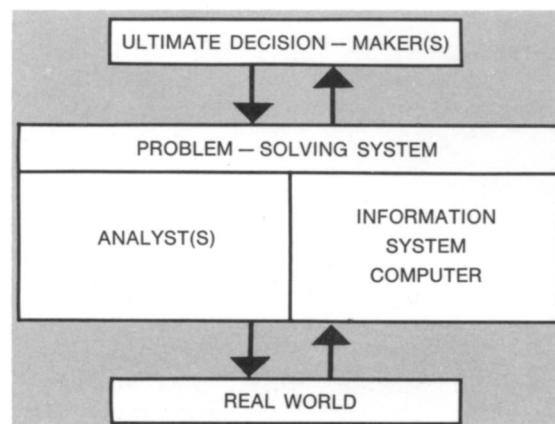 ULTIMATE DECISION — MAKER(S)
PROBLEM — SOLVING SYSTEM
ANALYST(S)
INFORMATION
SYSTEM
COMPUTER
REAL WORLD